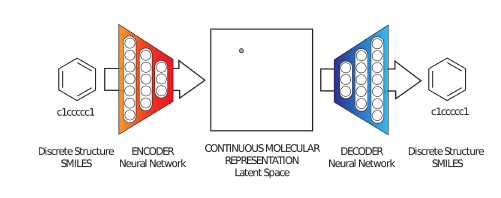 c1ccccc1
c1ccccc1
Discrete Structure
SMILES
ENCODER
Neural Network
CONTINUOUS MOLECULAR
REPRESENTATION
Latent Space
DECODER
Neural Network
Discrete Structure
SMILES